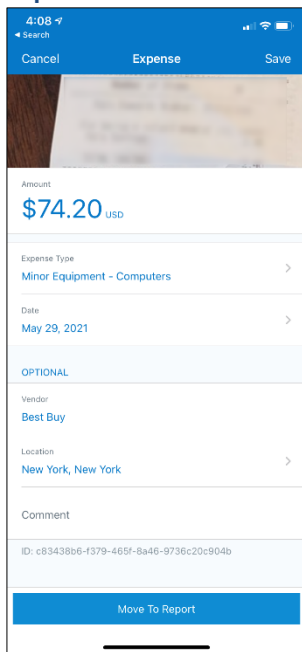 4:08
Search
Cancel Expense Save
Amount
$74.20 USD
Expense Type
Minor Equipment - Computers
Date
May 29, 2021
OPTIONAL
Vendor
Best Buy
Location
New York, New York
Comment
ID: c83438b6-f379-465f-8a46-9736c20c904b
Move To Report